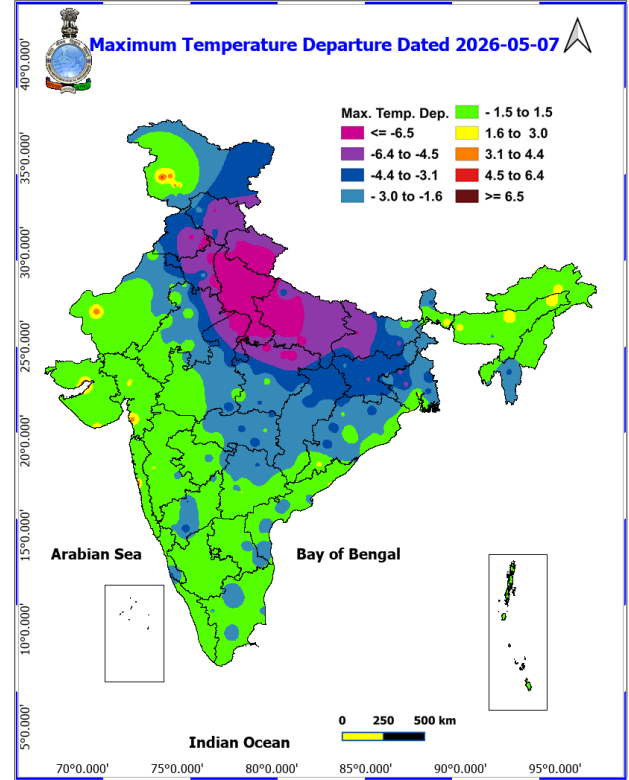 Maximum Temperature Departure Dated 2026-05-07
Max. Temp. Dep.
<= -6.5
-6.4 to -4.5
-4.4 to -3.1
- 3.0 to -1.6
- 1.5 to 1.5
1.6 to 3.0
3.1 to 4.4
4.5 to 6.4
>= 6.5
40°0.000'
35°0.000'
30°0.000'
25°0.000'
20°0.000'
15°0.000'
10°0.000'
5°0.000'
Arabian Sea
Bay of Bengal
Indian Ocean
0 250 500 km
70°0.000' 75°0.000' 80°0.000' 85°0.000' 90°0.000' 95°0.000'